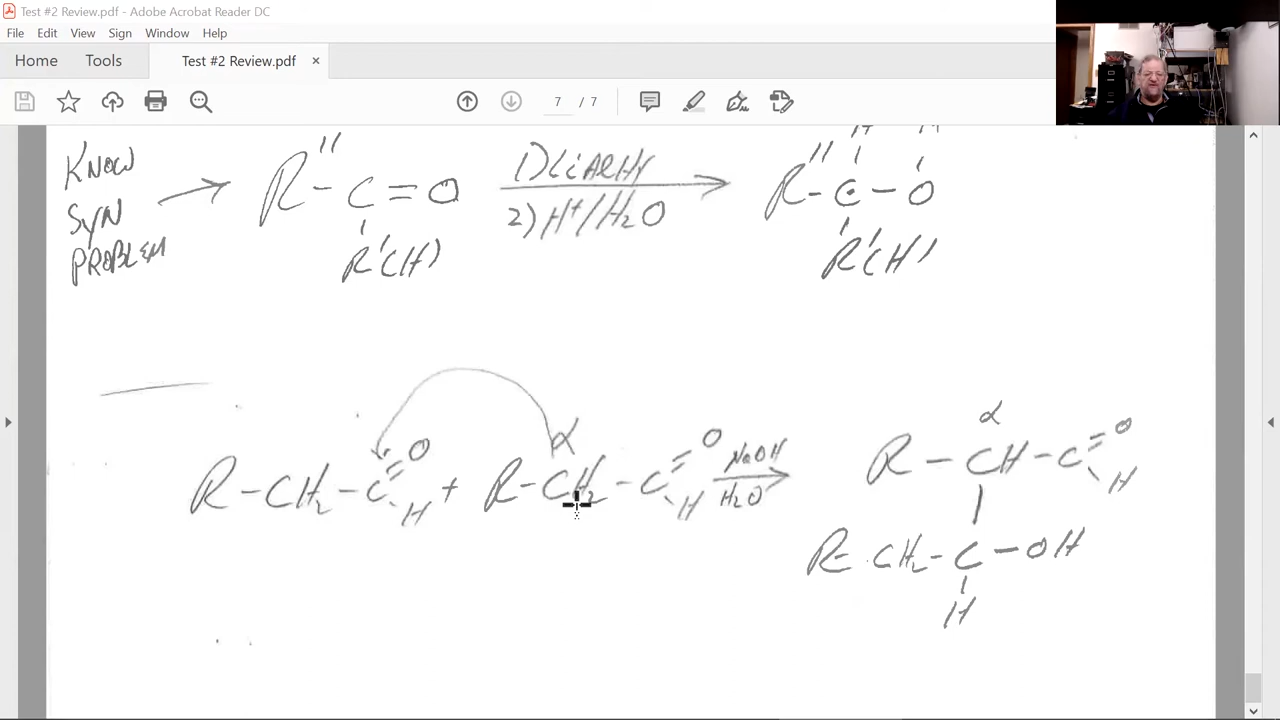 Test #2 Review.pdf - Adobe Acrobat Reader DC
File Edit View Sign Window Help
Home Tools Test #2 Review.pdf ×
7 / 7
KNOW
SYN
PROBLEM
R'' - C = O
R'(H)
1) LiAlH4
2) H+/H2O
H H
R'' - C - O
R'(H)
α
R - CH2 - C = O
H
+
R - CH2 - C = O
H
NaOH
H2O
α
R - CH - C = O
H
R - CH2 - C - OH
H